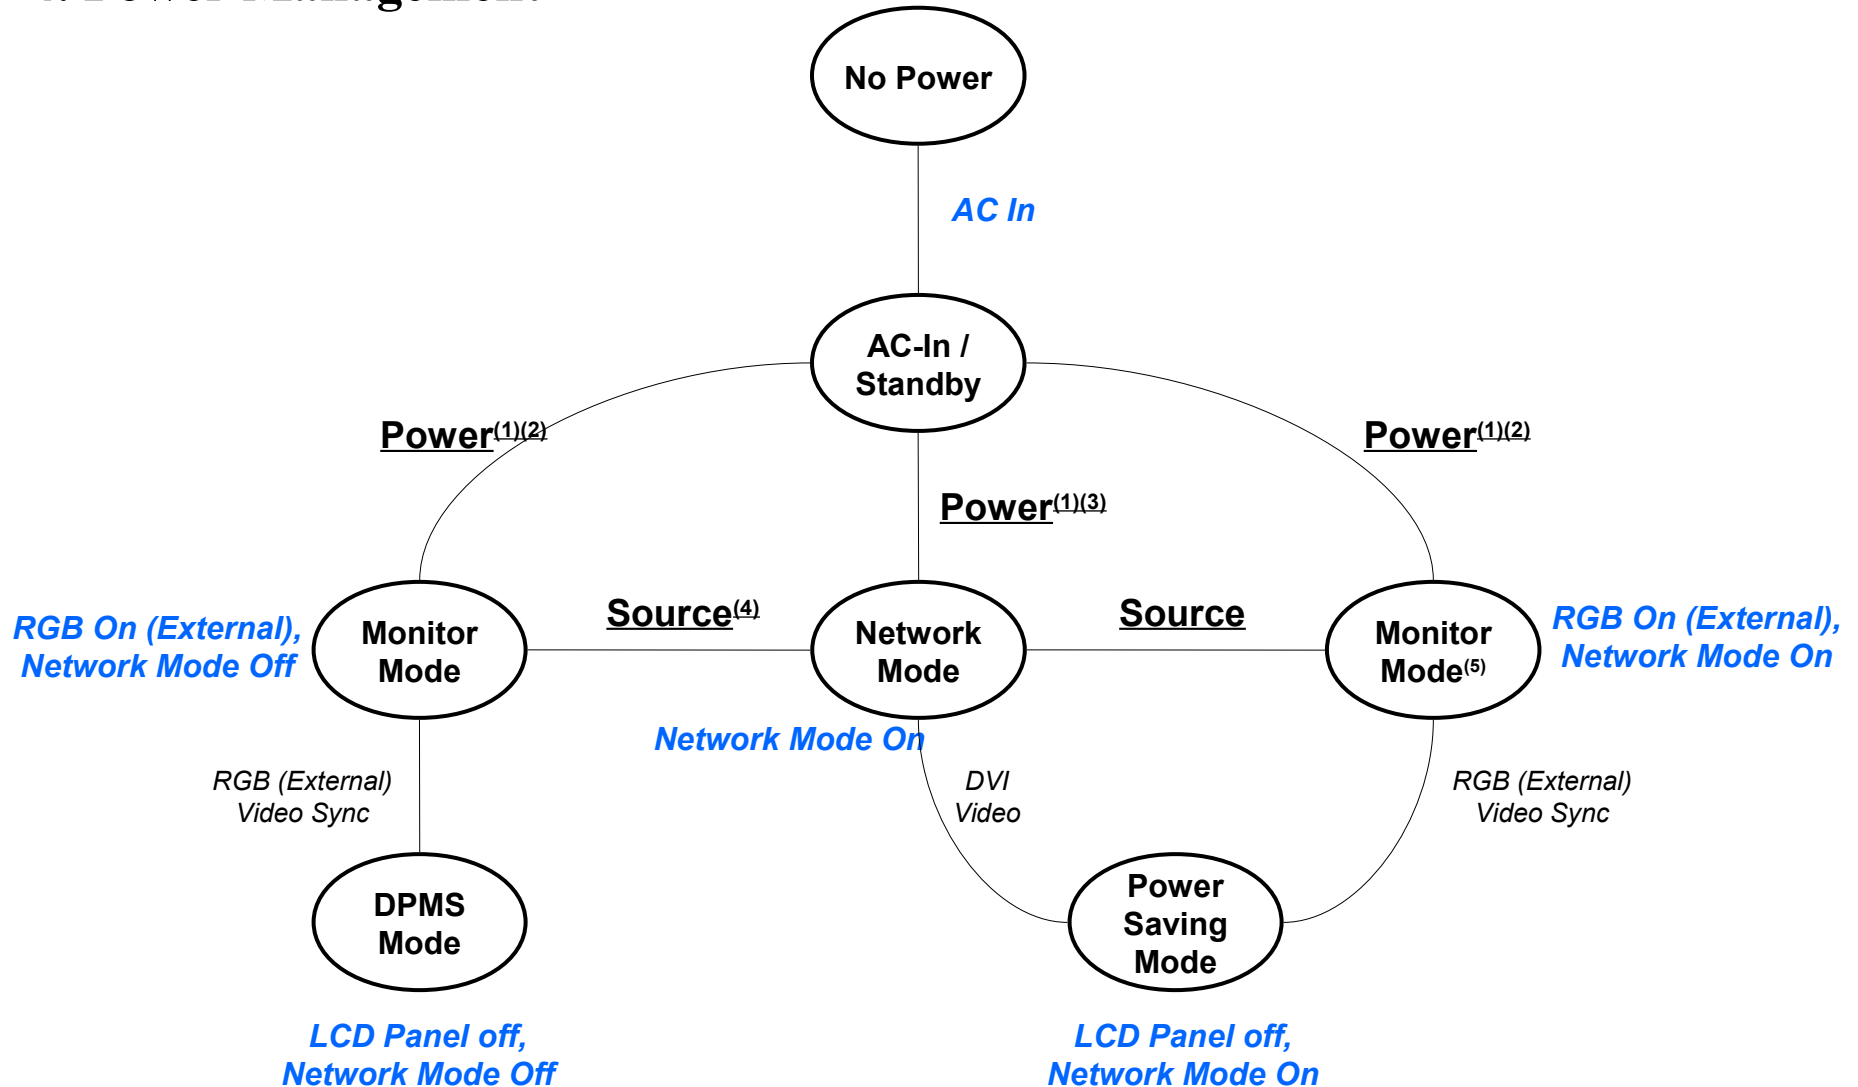 4. Power Management
No Power
AC In
AC-In /
Standby
Power(1)(2)
Power(1)(2)
Power(1)(3)
Source(4)
Source
RGB On (External),
Network Mode Off
Monitor
Mode
Network
Mode
Monitor
Mode(5)
RGB On (External),
Network Mode On
Network Mode On
RGB (External)
Video Sync
DVI
Video
RGB (External)
Video Sync
DPMS
Mode
Power
Saving
Mode
LCD Panel off,
Network Mode Off
LCD Panel off,
Network Mode On